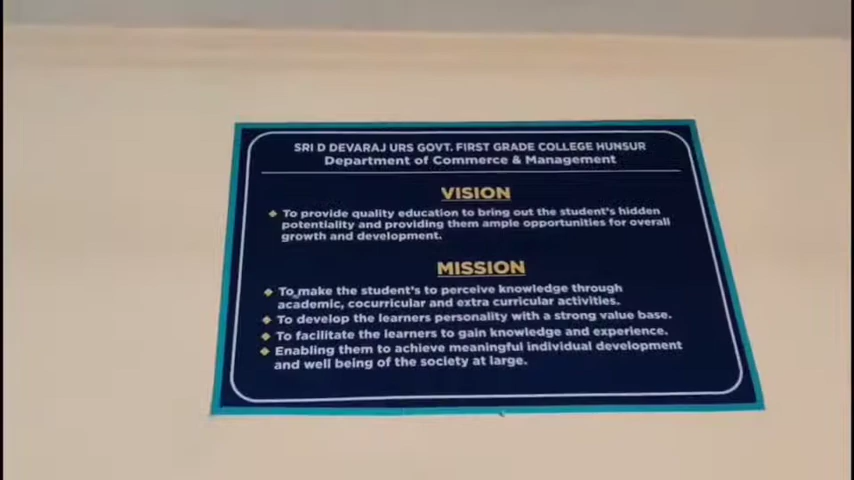 SRI D DEVARAJ URS GOVT. FIRST GRADE COLLEGE HUNSUR
Department of Commerce & Management
VISION
To provide quality education to bring out the Student's hidden
potentiality and providing them ample opportunities for overall
growth and development.
MISSION
To make the student's to perceive knowledge through
academic, cocurricular and extra curricular activities.
To develop the learners personality with a strong value base.
To facilitate the learners to gain knowledge and experience.
Enabling them to achieve meaningful individual development
and well being of the society at large.